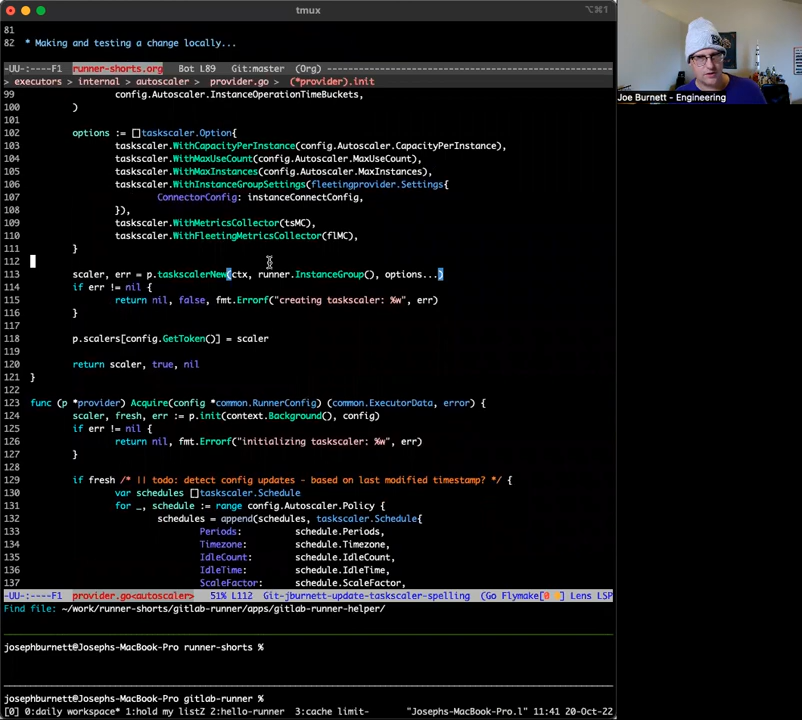 tmux
⌥⌘1
81
82 * Making and testing a change locally...
-UU-:----F1 runner-shorts.org Bot L89 Git:master (Org) --------------------------------
> executors > internal > autoscaler > provider.go > (*provider).init
99 config.Autoscaler.InstanceOperationTimeBuckets,
100 )
101
102 options := []taskscaler.Option{
103 taskscaler.WithCapacityPerInstance(config.Autoscaler.CapacityPerInstance),
104 taskscaler.WithMaxUseCount(config.Autoscaler.MaxUseCount),
105 taskscaler.WithMaxInstances(config.Autoscaler.MaxInstances),
106 taskscaler.WithInstanceGroupSettings(fleetingprovider.Settings{
107 ConnectorConfig: instanceConnectConfig,
108 }),
109 taskscaler.WithMetricsCollector(tsMC),
110 taskscaler.WithFleetingMetricsCollector(flMC),
111 }
112
113 scaler, err = p.taskscalerNew(ctx, runner.InstanceGroup(), options...)
114 if err != nil {
115 return nil, false, fmt.Errorf("creating taskscaler: %w", err)
116 }
117
118 p.scalers[config.GetToken()] = scaler
119
120 return scaler, true, nil
121 }
122
123 func (p *provider) Acquire(config *common.RunnerConfig) (common.ExecutorData, error) {
124 scaler, fresh, err := p.init(context.Background(), config)
125 if err != nil {
126 return nil, fmt.Errorf("initializing taskscaler: %w", err)
127 }
128
129 if fresh /* || todo: detect config updates - based on last modified timestamp? */ {
130 var schedules []taskscaler.Schedule
131 for _, schedule := range config.Autoscaler.Policy {
132 schedules = append(schedules, taskscaler.Schedule{
133 Periods: schedule.Periods,
134 Timezone: schedule.Timezone,
135 IdleCount: schedule.IdleCount,
136 IdleTime: schedule.IdleTime,
137 ScaleFactor: schedule.ScaleFactor,
-UU-:----F1 provider.go<autoscaler> 51% L112 Git-jburnett-update-taskscaler-spelling (Go Flymake[0 ] Lens LSP
Find file: ~/work/runner-shorts/gitlab-runner/apps/gitlab-runner-helper/
josephburnett@Josephs-MacBook-Pro runner-shorts %
josephburnett@Josephs-MacBook-Pro gitlab-runner %
[0] 0:daily workspace* 1:hold my listZ 2:hello-runner 3:cache limit- "Josephs-MacBook-Pro.l" 11:41 20-Oct-22
Joe Burnett - Engineering